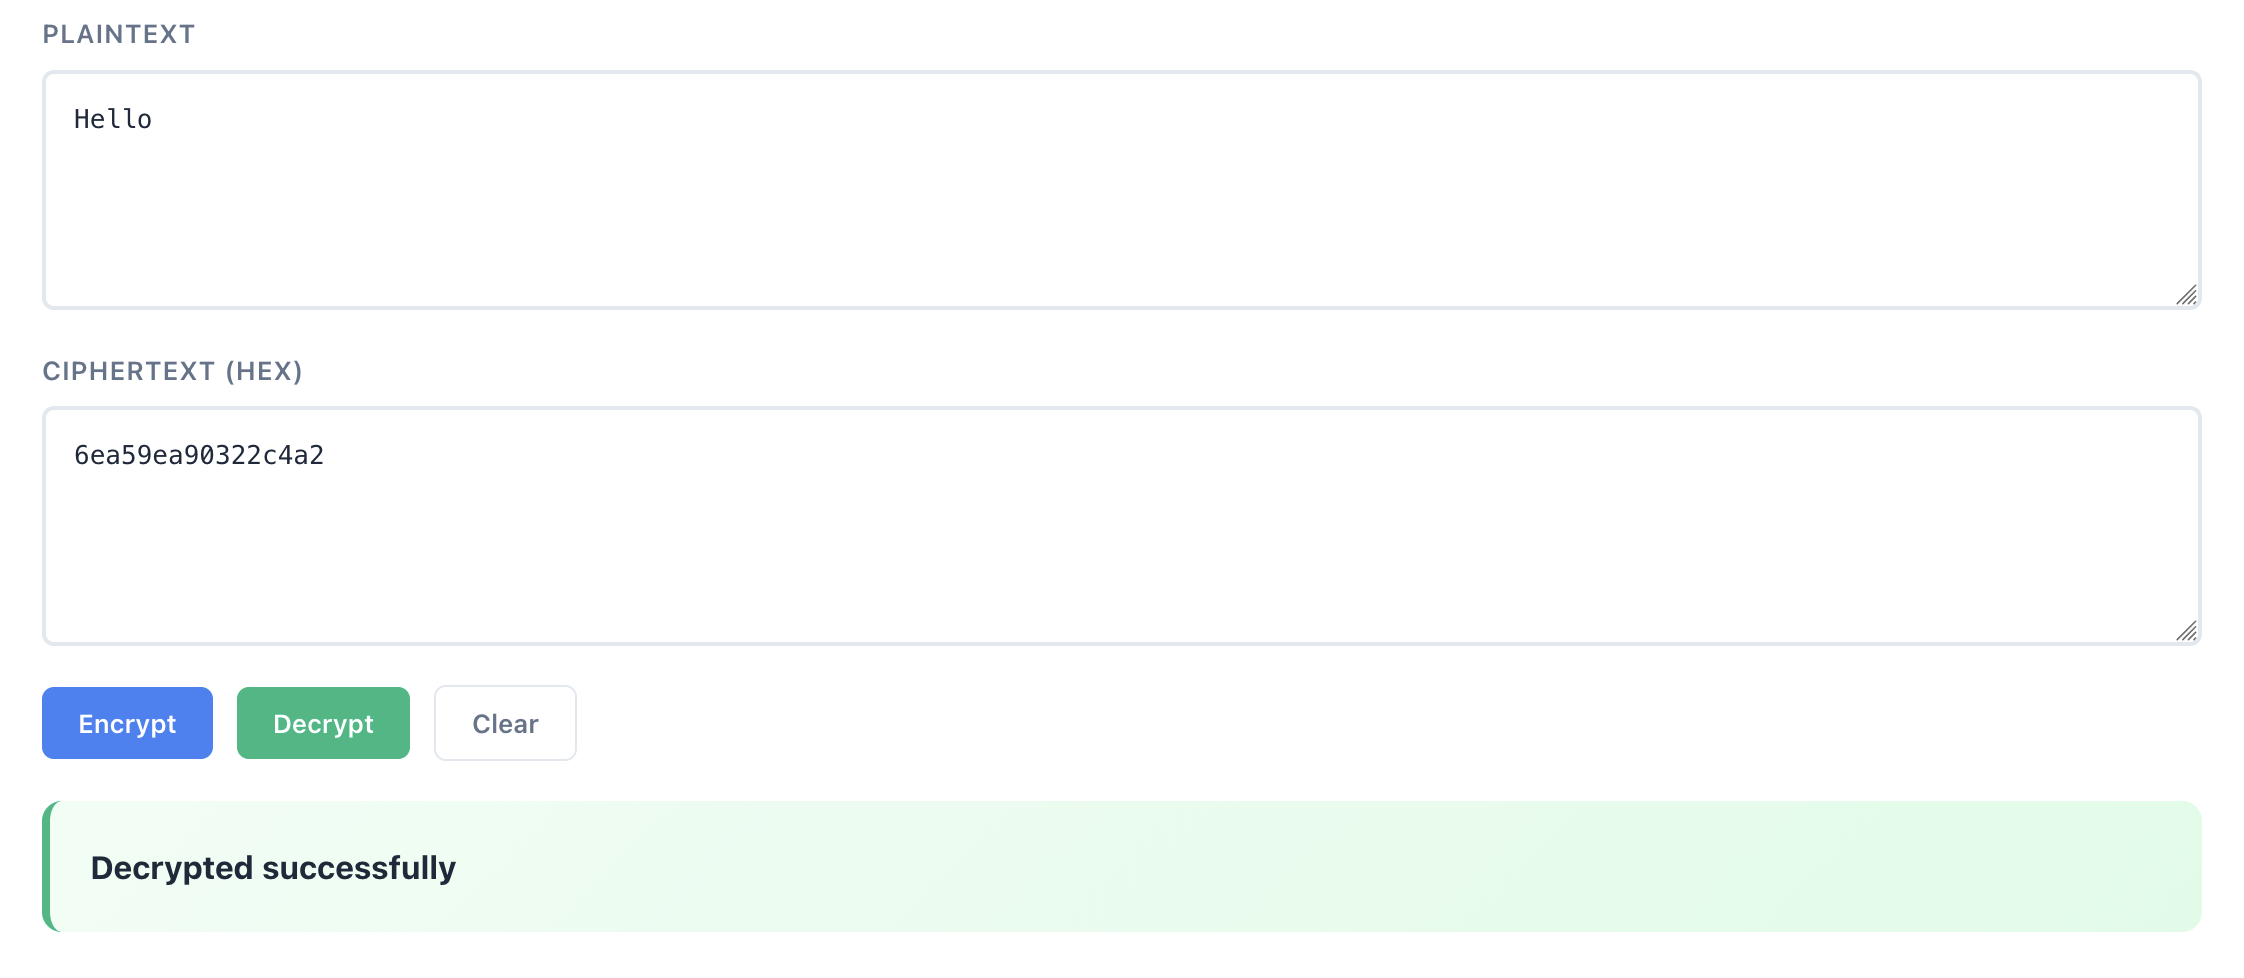 PLAINTEXT
Hello
CIPHERTEXT (HEX)
6ea59ea90322c4a2
Encrypt
Decrypt
Clear
Decrypted successfully